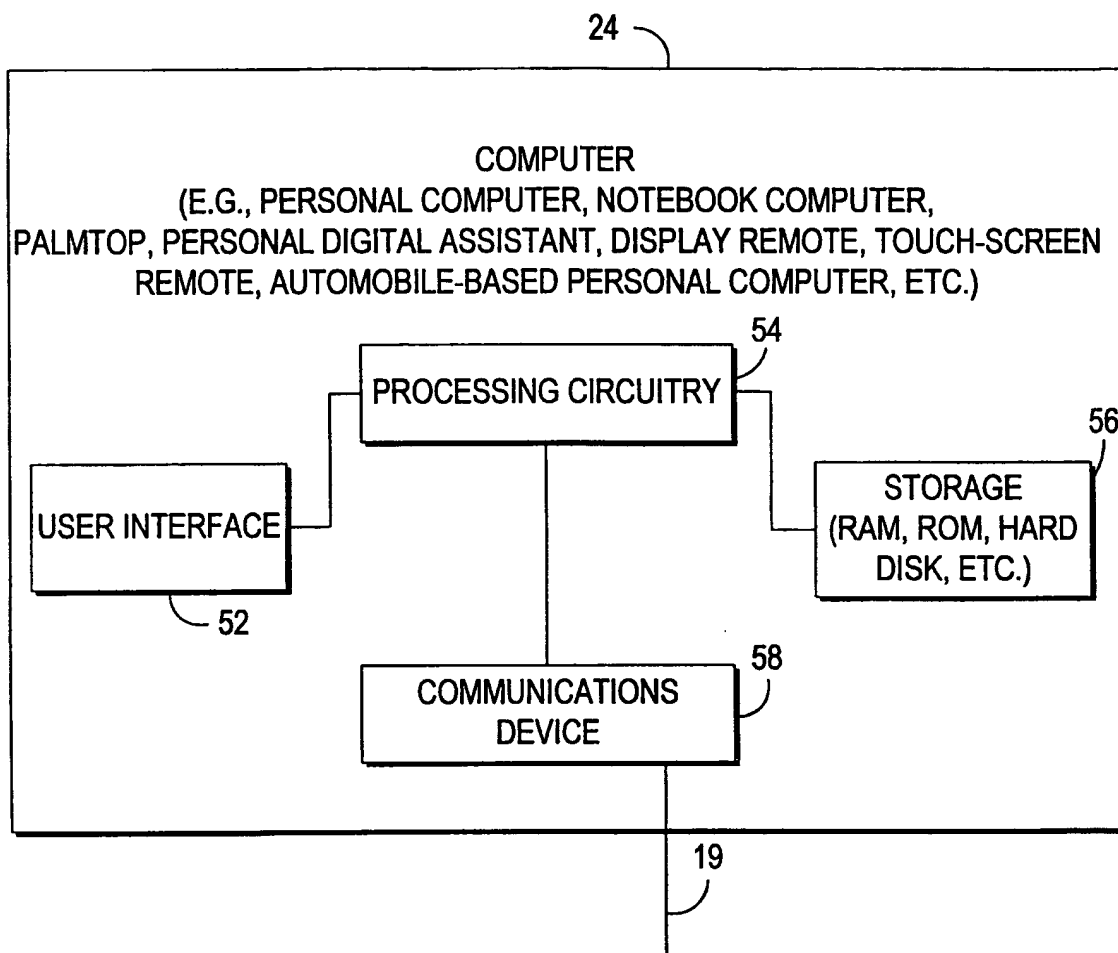 24
COMPUTER
(E.G., PERSONAL COMPUTER, NOTEBOOK COMPUTER,
PALMTOP, PERSONAL DIGITAL ASSISTANT, DISPLAY REMOTE, TOUCH-SCREEN
REMOTE, AUTOMOBILE-BASED PERSONAL COMPUTER, ETC.)
54
PROCESSING CIRCUITRY
56
USER INTERFACE
STORAGE
(RAM, ROM, HARD
DISK, ETC.)
52
58
COMMUNICATIONS
DEVICE
19